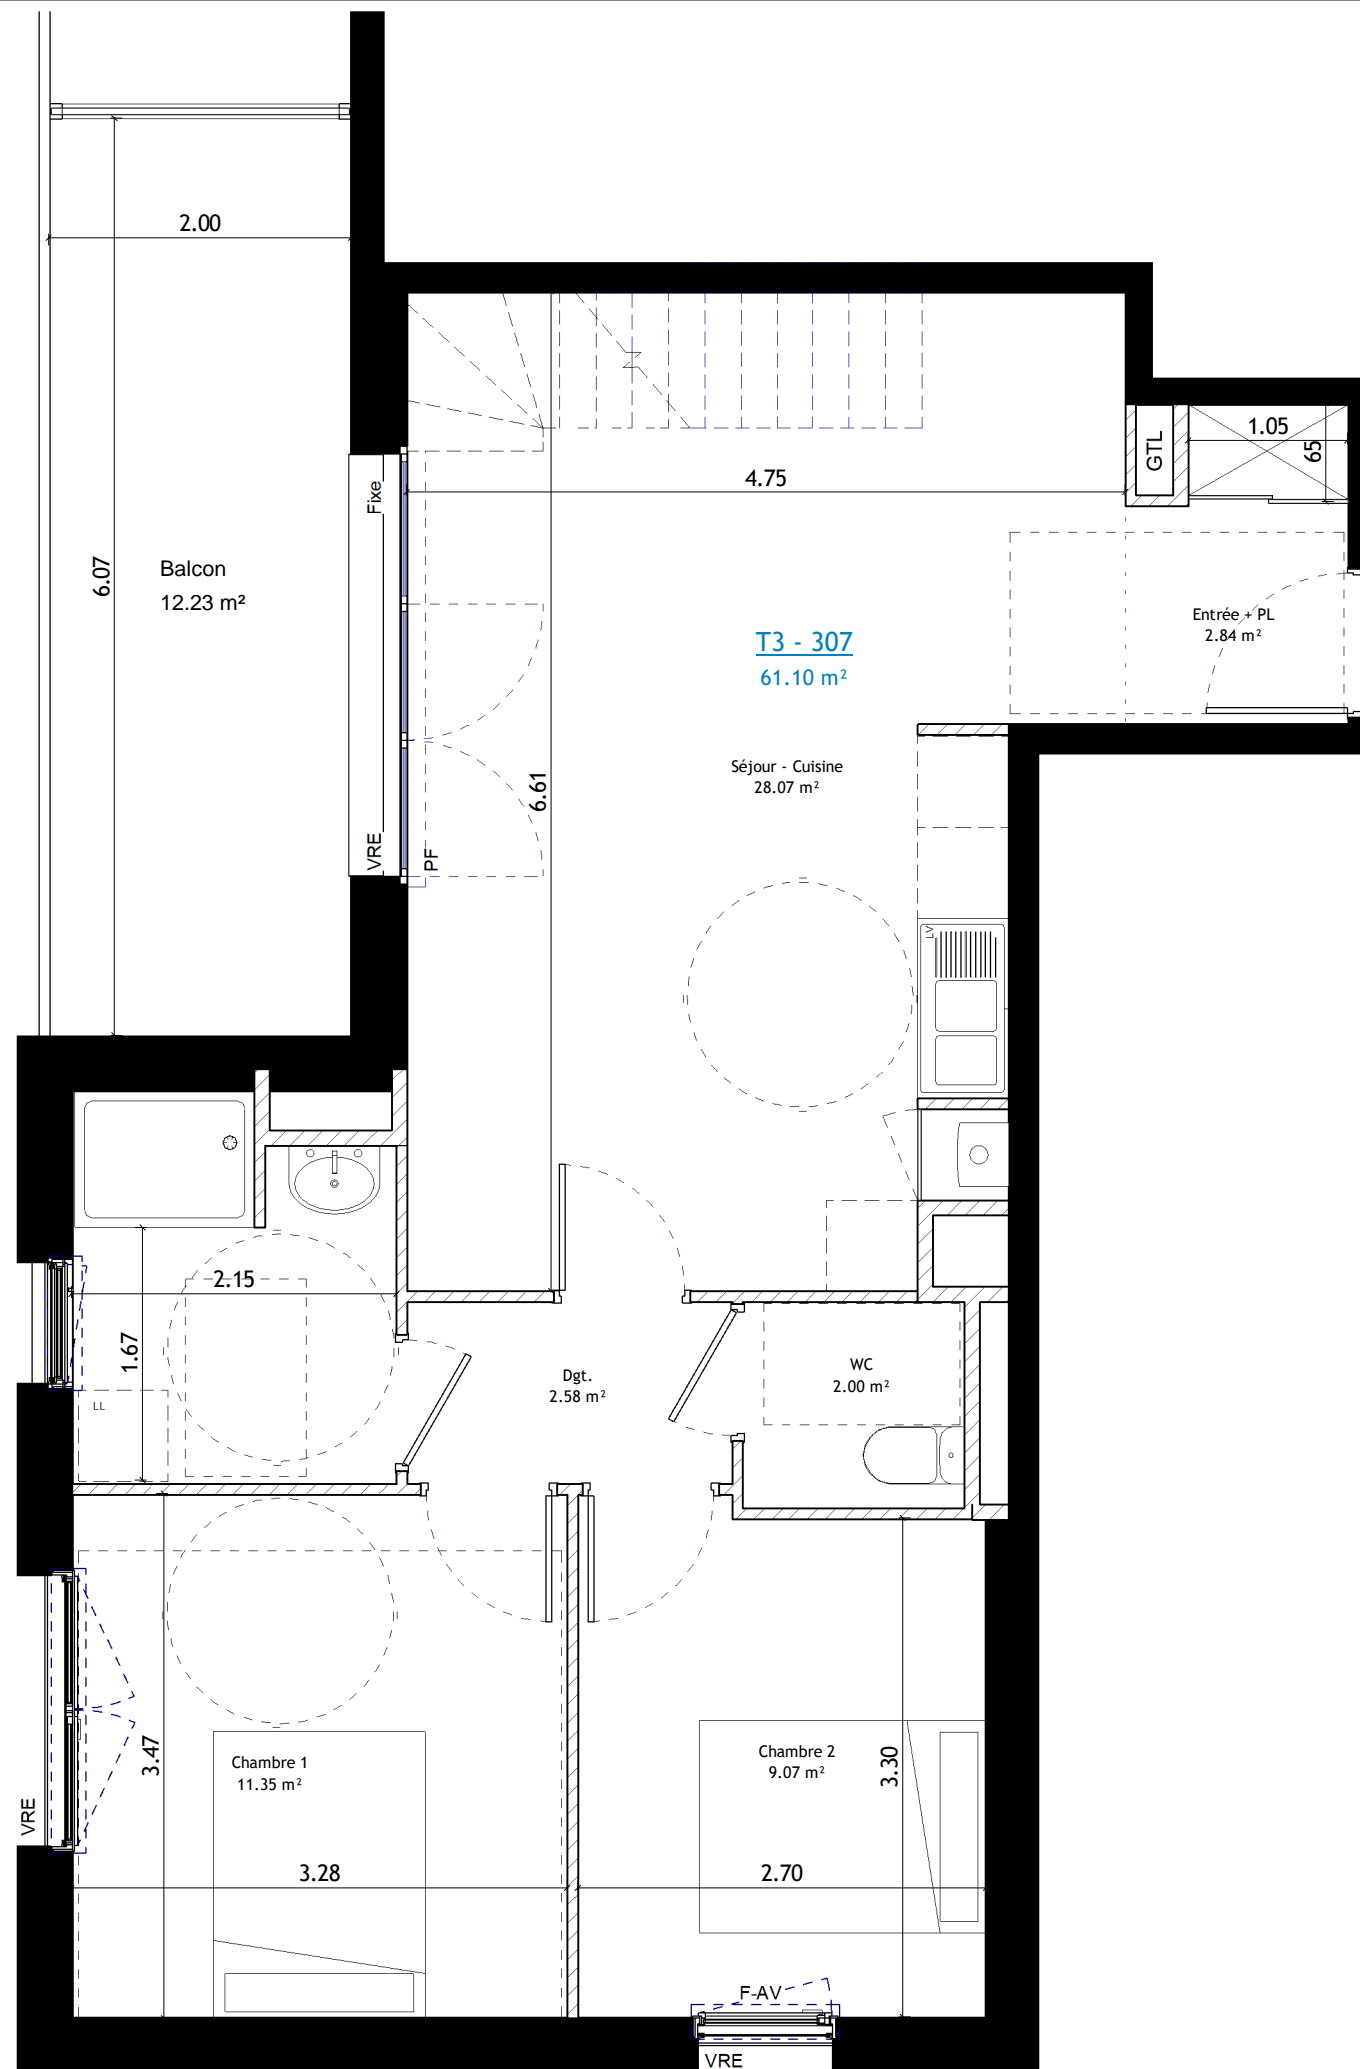 2.00
1.05
65
GTL
4.75
Fixe
6.07
Balcon
12.23 m²
T3 - 307
61.10 m²
Entrée + PL
2.84 m²
Séjour - Cuisine
28.07 m²
6.61
VRE
PF
LV
2.15
1.67
LL
Dgt.
2.58 m²
WC
2.00 m²
3.47
Chambre 1
11.35 m²
Chambre 2
9.07 m²
3.30
VRE
3.28
2.70
F-AV
VRE